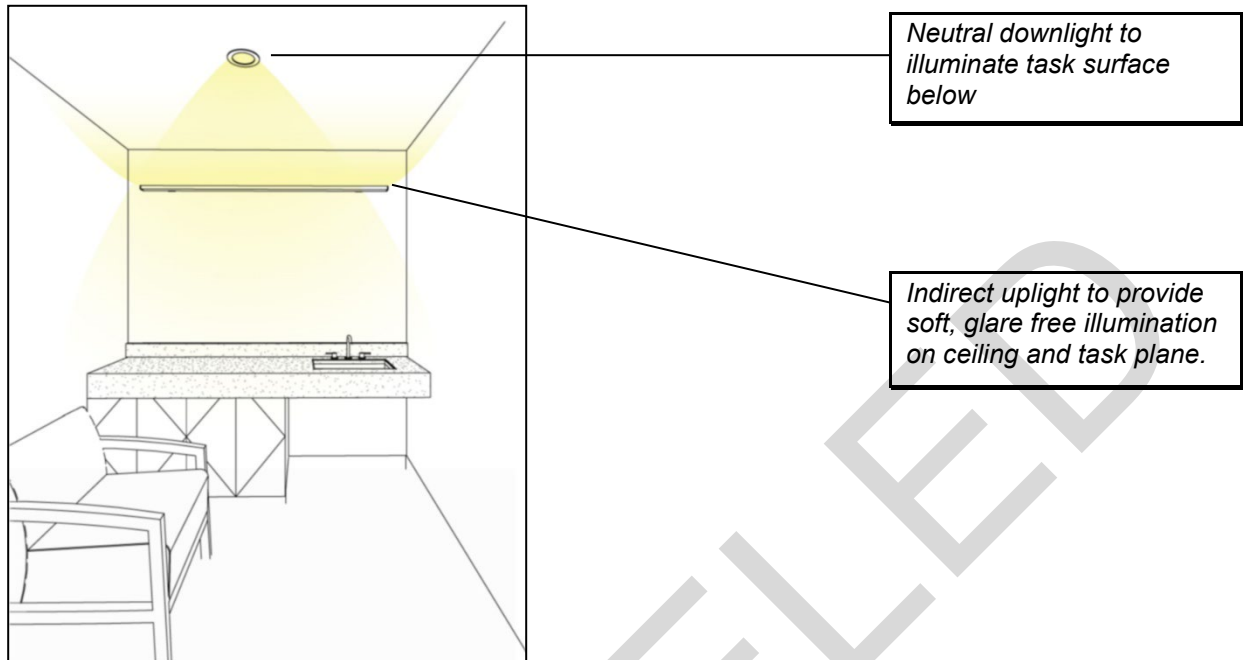 Neutral downlight to
illuminate task surface
below
Indirect uplight to provide
soft, glare free illumination
on ceiling and task plane.
ELED